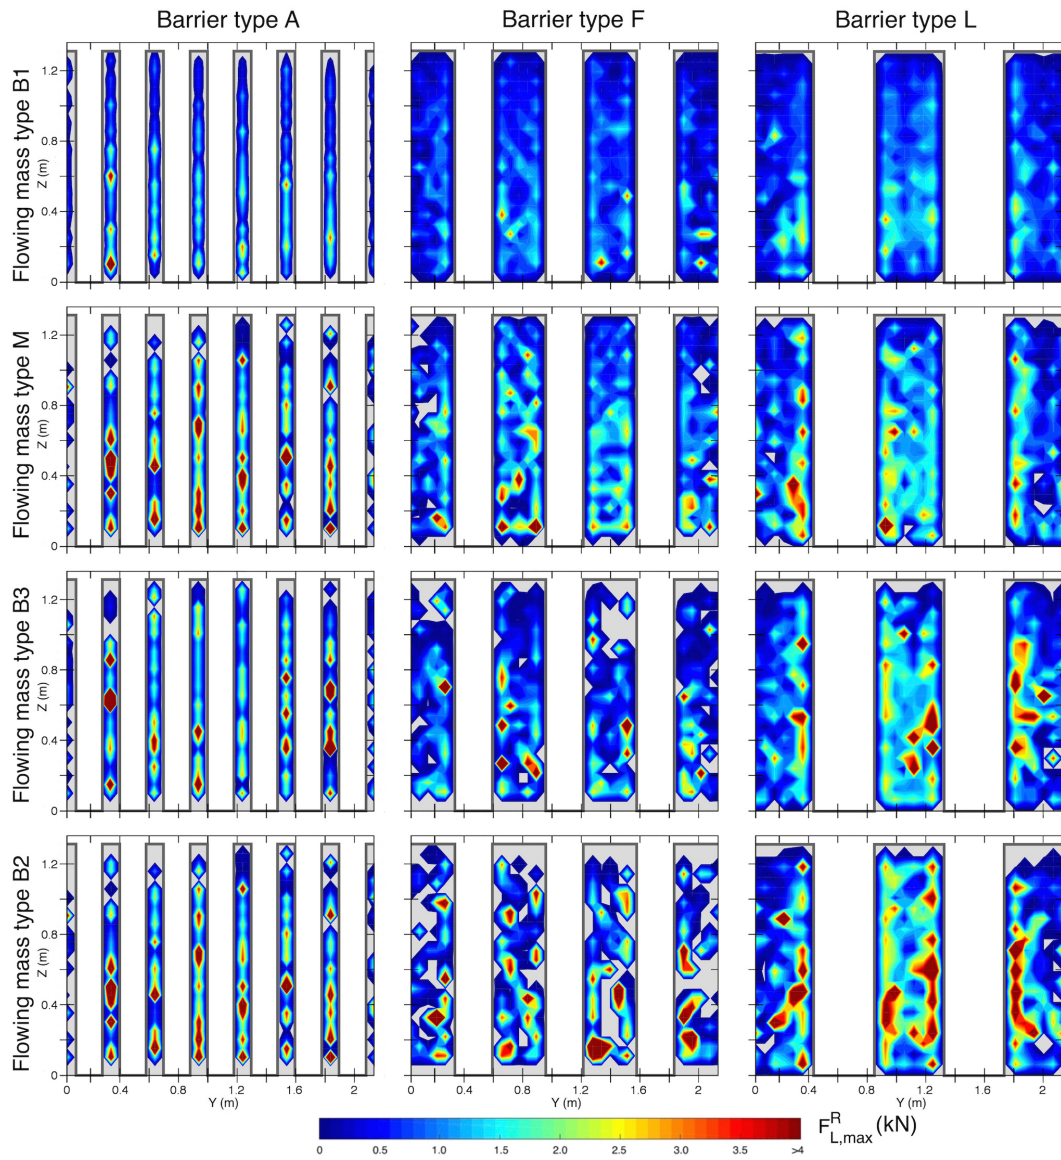 Barrier type A Barrier type F Barrier type L
Flowing mass type B1
Z (m)
1.2
0.8
0.4
0
Flowing mass type M
Z (m)
1.2
0.8
0.4
0
Flowing mass type B3
Z (m)
1.2
0.8
0.4
0
Flowing mass type B2
Z (m)
1.2
0.8
0.4
0
0 0.4 0.8 1.2 1.6 2 0 0.4 0.8 1.2 1.6 2 0 0.4 0.8 1.2 1.6 2
Y (m) Y (m) Y (m)
F^R_L,max (kN)
0 0.5 1.0 1.5 2.0 2.5 3.0 3.5 >4